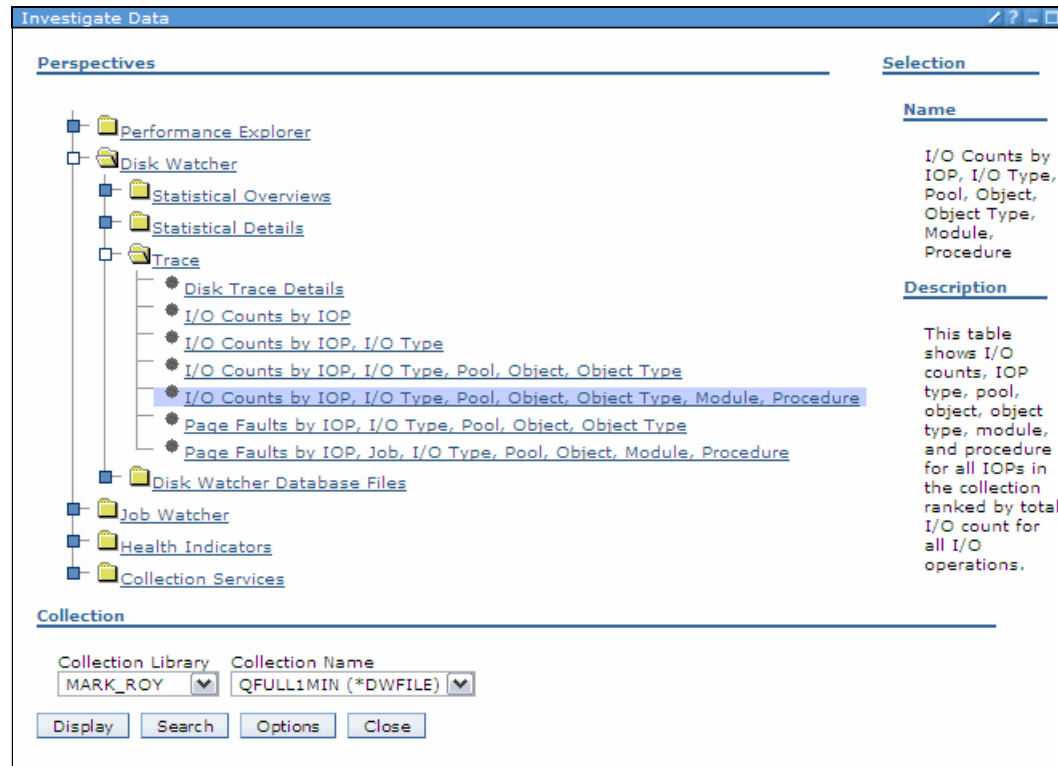 Investigate Data
Perspectives
Performance Explorer
Disk Watcher
Statistical Overviews
Statistical Details
Trace
Disk Trace Details
I/O Counts by IOP
I/O Counts by IOP, I/O Type
I/O Counts by IOP, I/O Type, Pool, Object, Object Type
I/O Counts by IOP, I/O Type, Pool, Object, Object Type, Module, Procedure
Page Faults by IOP, I/O Type, Pool, Object, Object Type
Page Faults by IOP, Job, I/O Type, Pool, Object, Module, Procedure
Disk Watcher Database Files
Job Watcher
Health Indicators
Collection Services
Selection
Name
I/O Counts by
IOP, I/O Type,
Pool, Object,
Object Type,
Module,
Procedure
Description
This table
shows I/O
counts, IOP
type, pool,
object, object
type, module,
and procedure
for all IOPs in
the collection
ranked by total
I/O count for
all I/O
operations.
Collection
Collection Library Collection Name
MARK_ROY QFULL1MIN (*DWFILE)
Display Search Options Close